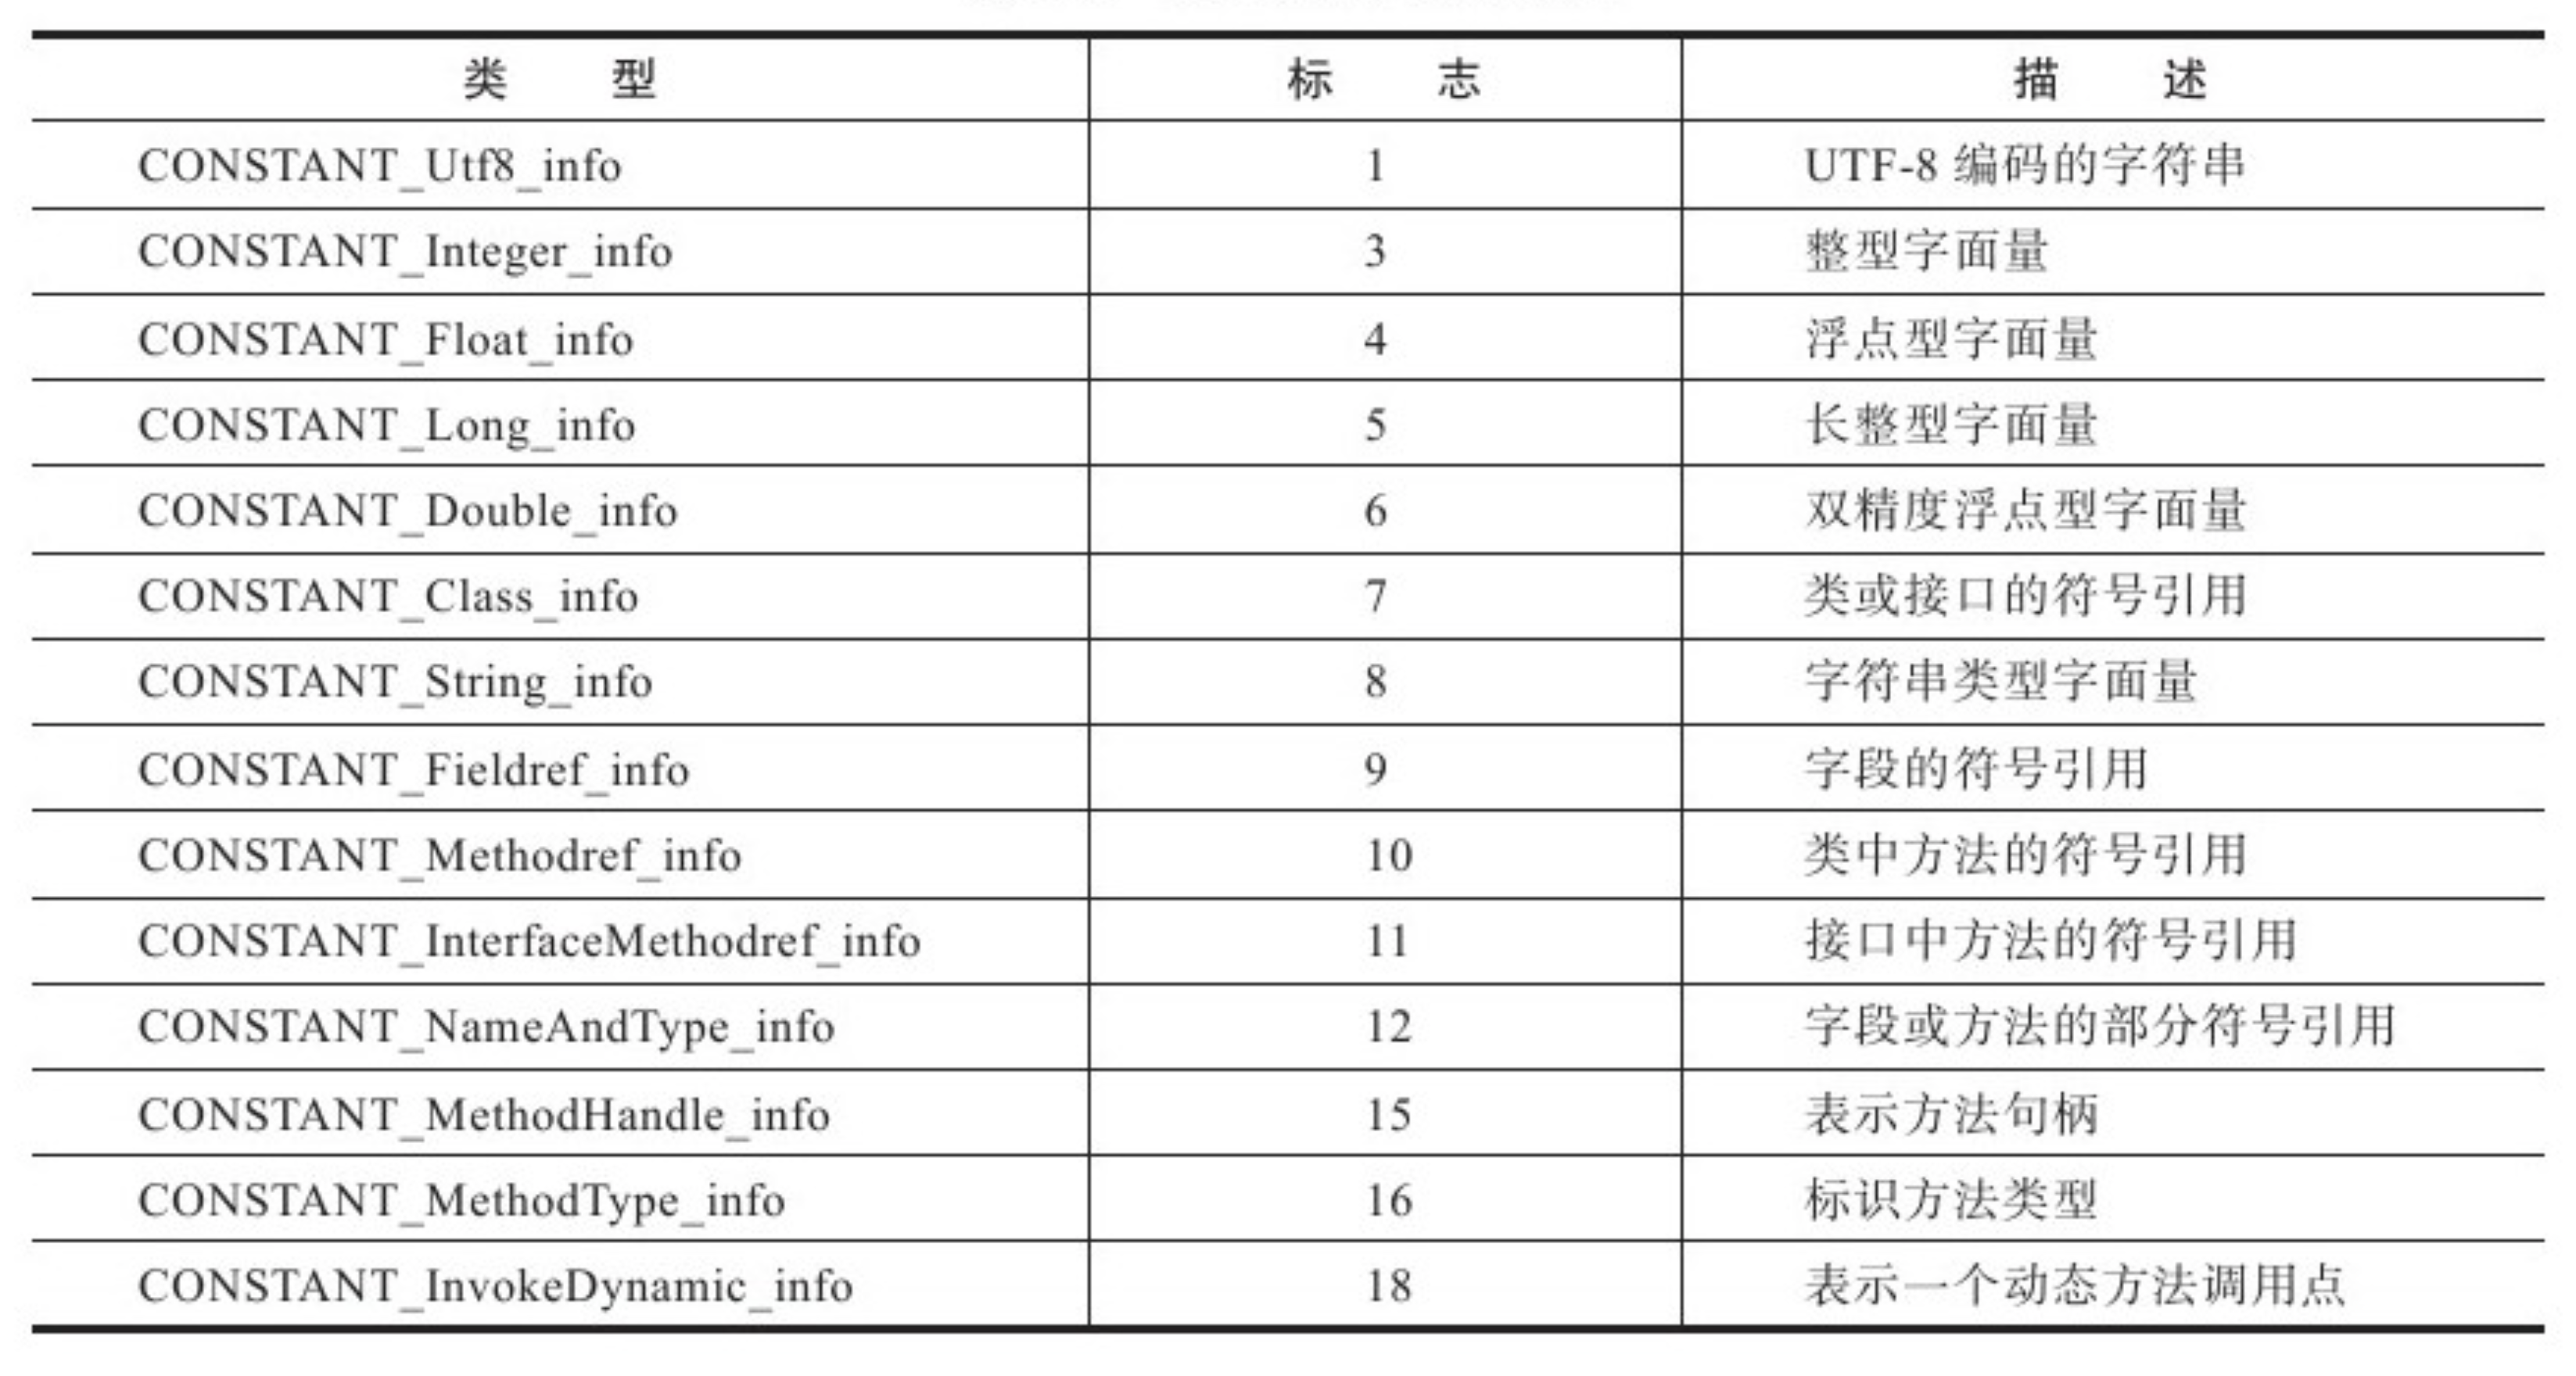 类 型 标 志 描 述
CONSTANT_Utf8_info 1 UTF-8 编码的字符串
CONSTANT_Integer_info 3 整型字面量
CONSTANT_Float_info 4 浮点型字面量
CONSTANT_Long_info 5 长整型字面量
CONSTANT_Double_info 6 双精度浮点型字面量
CONSTANT_Class_info 7 类或接口的符号引用
CONSTANT_String_info 8 字符串类型字面量
CONSTANT_Fieldref_info 9 字段的符号引用
CONSTANT_Methodref_info 10 类中方法的符号引用
CONSTANT_InterfaceMethodref_info 11 接口中方法的符号引用
CONSTANT_NameAndType_info 12 字段或方法的部分符号引用
CONSTANT_MethodHandle_info 15 表示方法句柄
CONSTANT_MethodType_info 16 标识方法类型
CONSTANT_InvokeDynamic_info 18 表示一个动态方法调用点